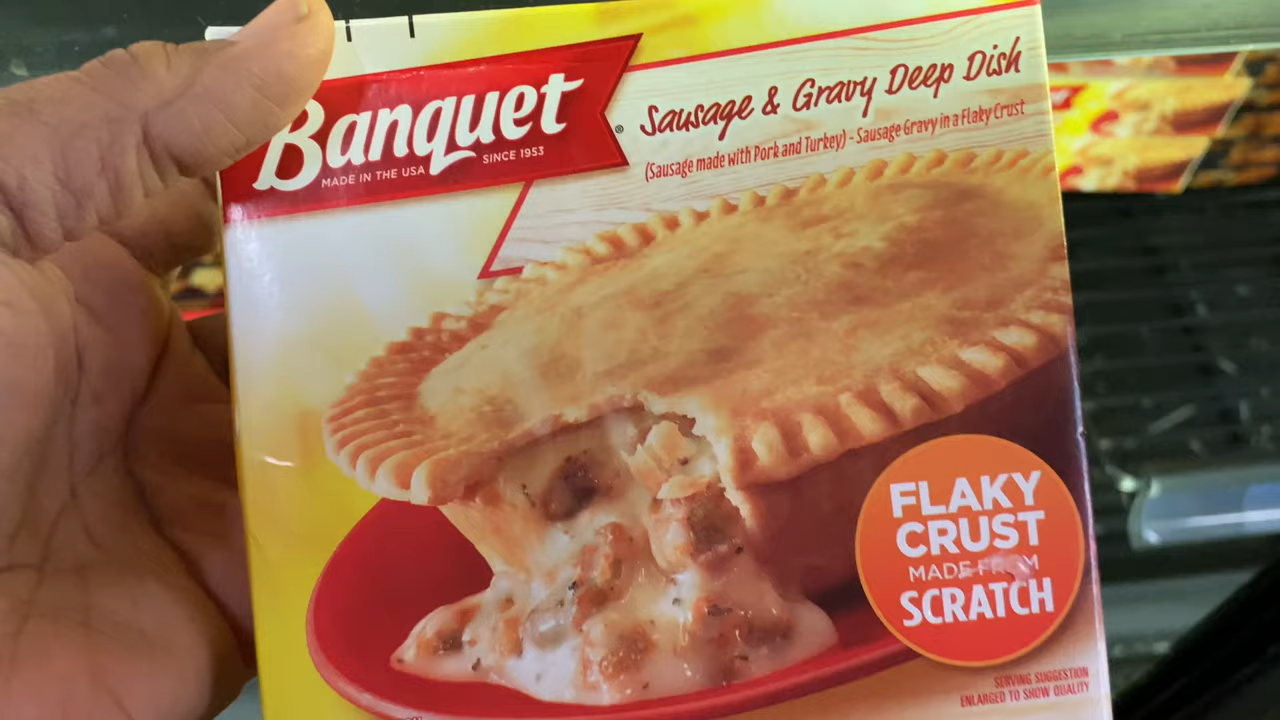 Banquet®
MADE IN THE USA SINCE 1953
Sausage & Gravy Deep Dish
(Sausage made with Pork and Turkey) - Sausage Gravy in a Flaky Crust
FLAKY
CRUST
MADE FROM
SCRATCH
SERVING SUGGESTION
ENLARGED TO SHOW QUALITY